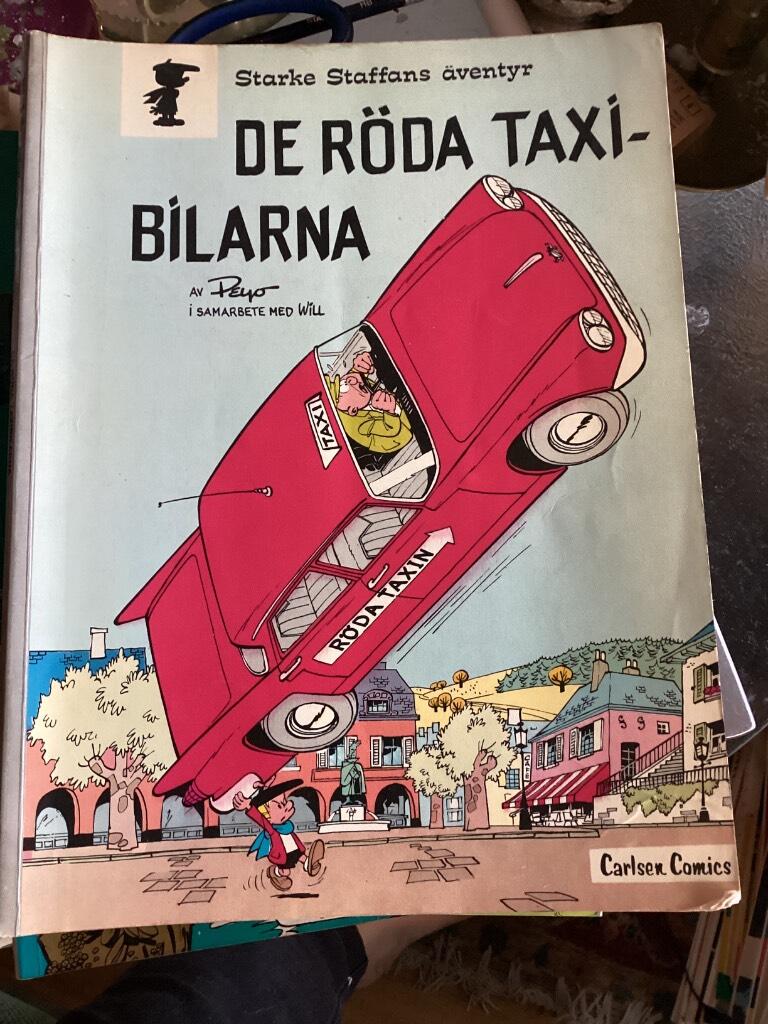 Starke Staffans äventyr
DE RÖDA TAXI-
BILARNA
AV Peyo
I SAMARBETE MED WILL
TAXI
RÖDA TAXIN
Carlsen Comics